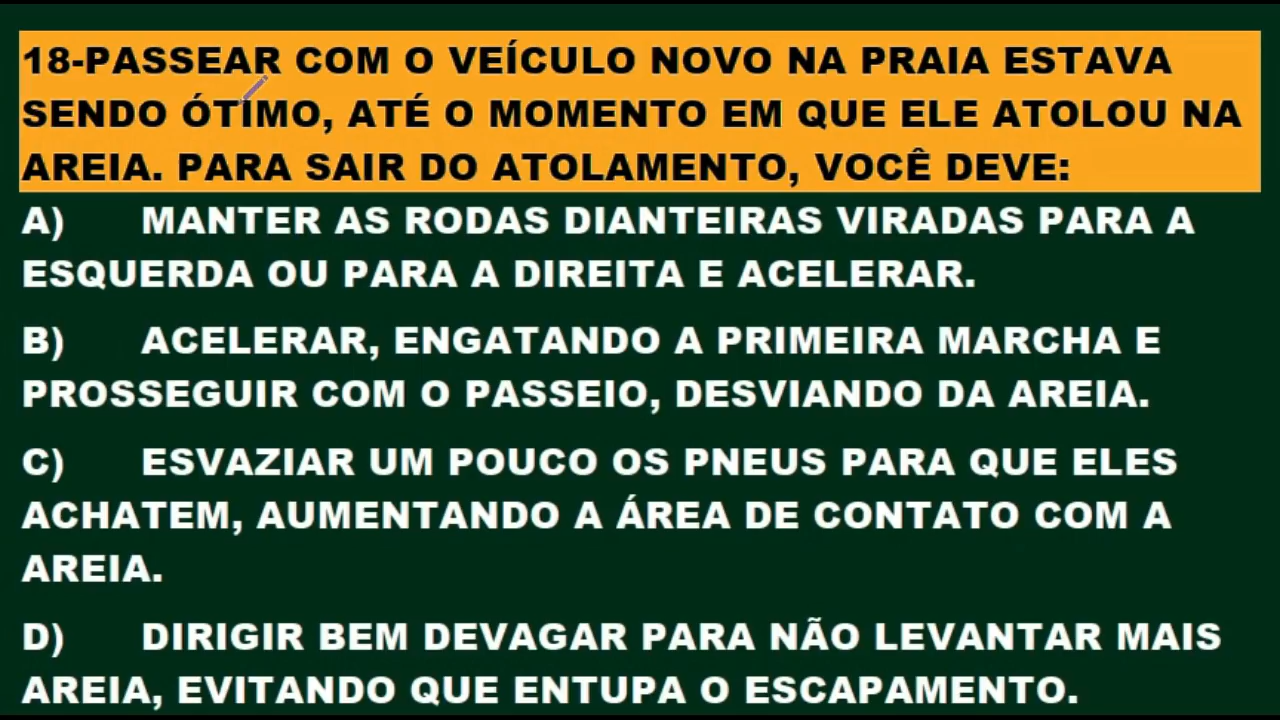 18-PASSEAR COM O VEÍCULO NOVO NA PRAIA ESTAVA
SENDO ÓTIMO, ATÉ O MOMENTO EM QUE ELE ATOLOU NA
AREIA. PARA SAIR DO ATOLAMENTO, VOCÊ DEVE:
A) MANTER AS RODAS DIANTEIRAS VIRADAS PARA A
ESQUERDA OU PARA A DIREITA E ACELERAR.
B) ACELERAR, ENGATANDO A PRIMEIRA MARCHA E
PROSSEGUIR COM O PASSEIO, DESVIANDO DA AREIA.
C) ESVAZIAR UM POUCO OS PNEUS PARA QUE ELES
ACHATEM, AUMENTANDO A ÁREA DE CONTATO COM A
AREIA.
D) DIRIGIR BEM DEVAGAR PARA NÃO LEVANTAR MAIS
AREIA, EVITANDO QUE ENTUPA O ESCAPAMENTO.